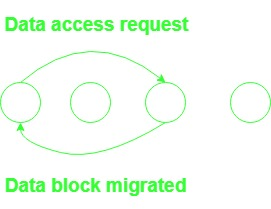 Data access request
Data block migrated